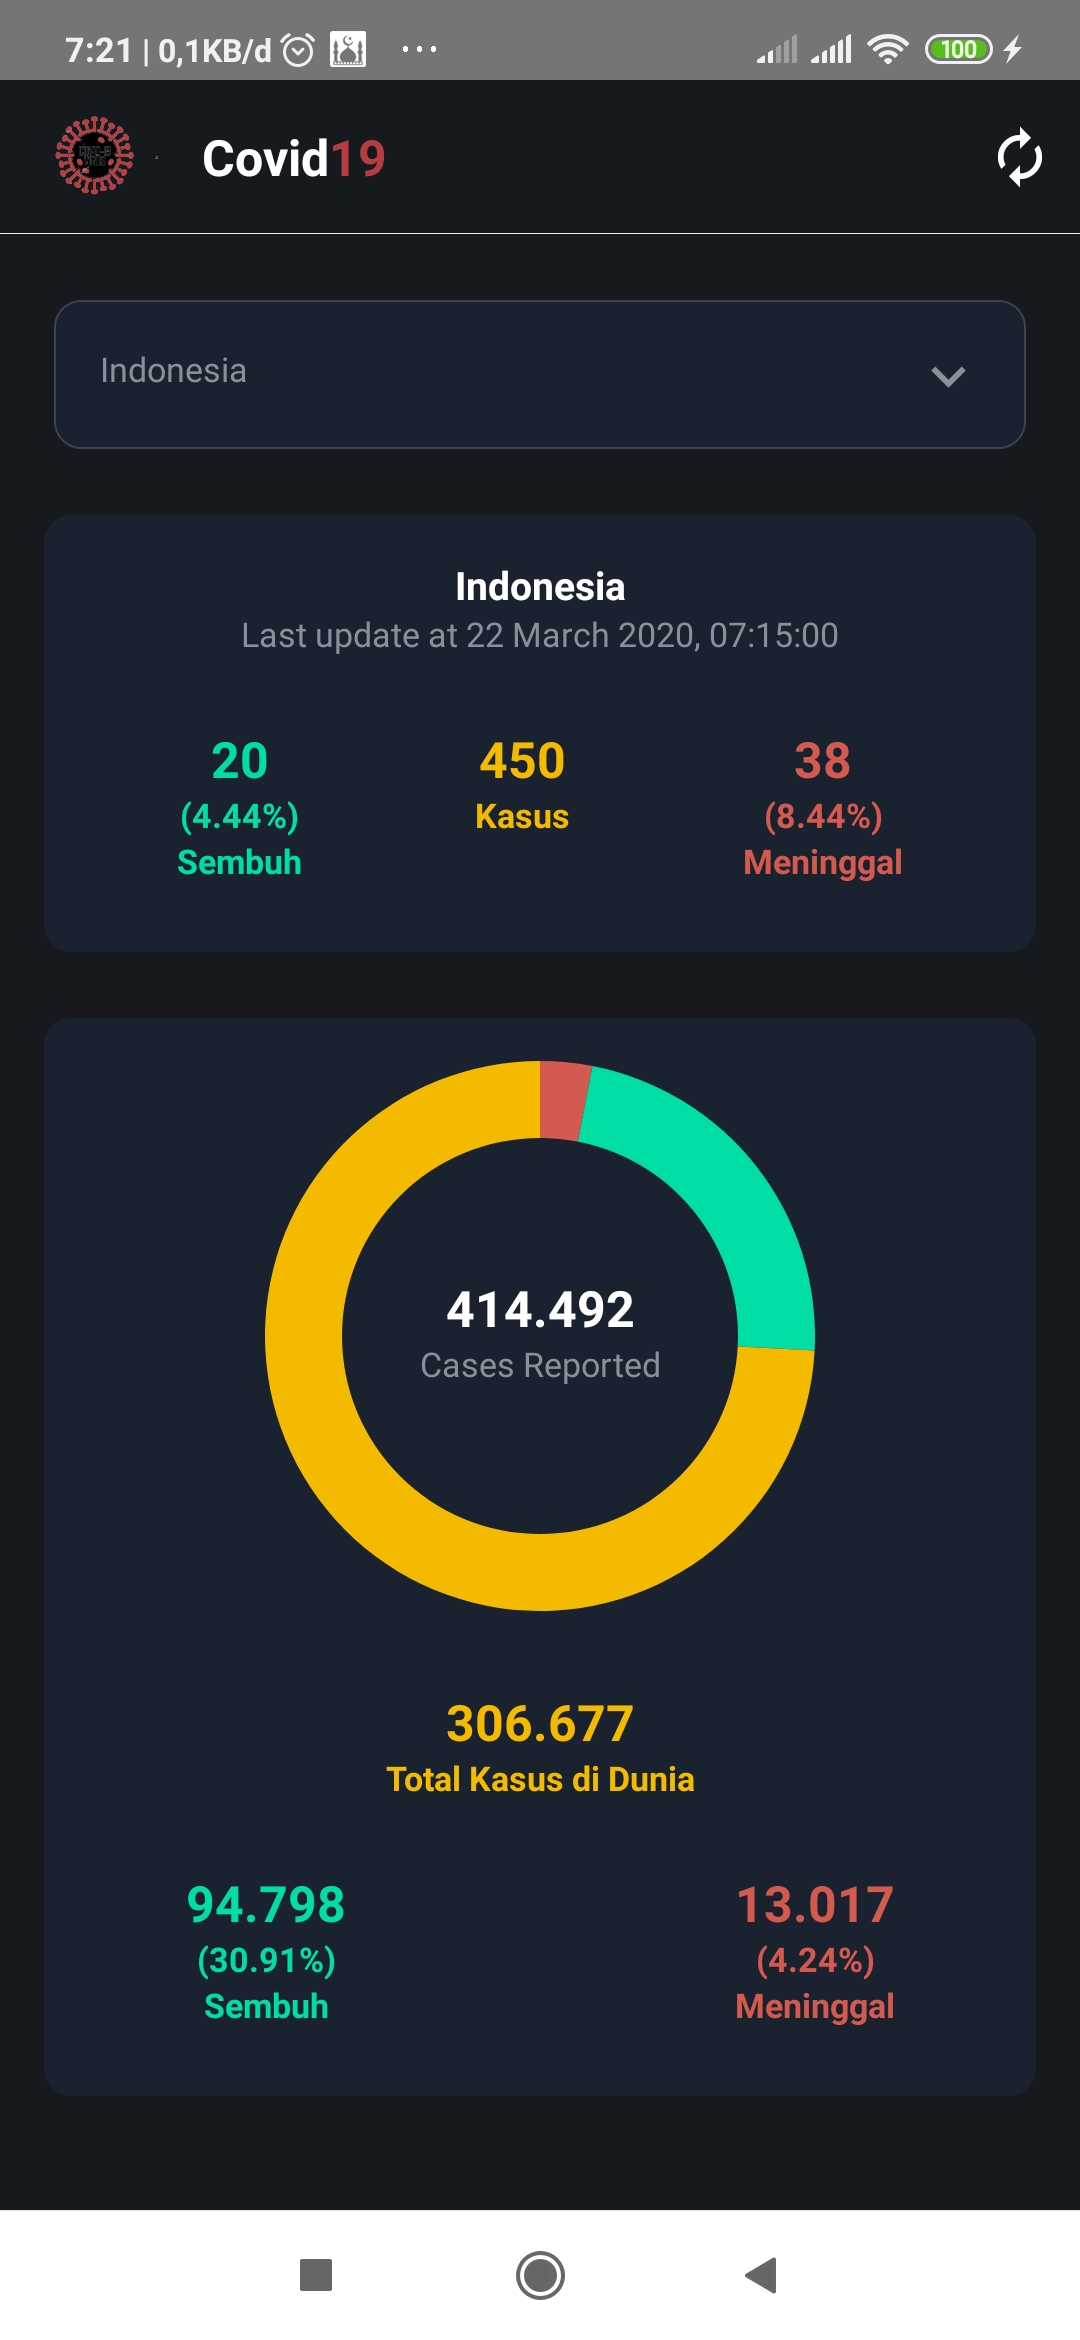 7:21 | 0,1KB/d ... 100
Covid19
Indonesia
Indonesia
Last update at 22 March 2020, 07:15:00
20 450 38
(4.44%) Kasus (8.44%)
Sembuh Meninggal
414.492
Cases Reported
306.677
Total Kasus di Dunia
94.798 13.017
(30.91%) (4.24%)
Sembuh Meninggal